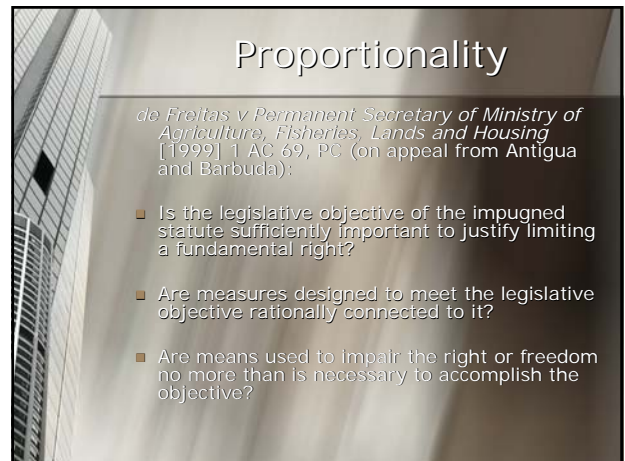 Proportionality
de Freitas v Permanent Secretary of Ministry of
Agriculture, Fisheries, Lands and Housing
[1999] 1 AC 69, PC (on appeal from Antigua
and Barbuda):
Is the legislative objective of the impugned
statute sufficiently important to justify limiting
a fundamental right?
Are measures designed to meet the legislative
objective rationally connected to it?
Are means used to impair the right or freedom
no more than is necessary to accomplish the
objective?